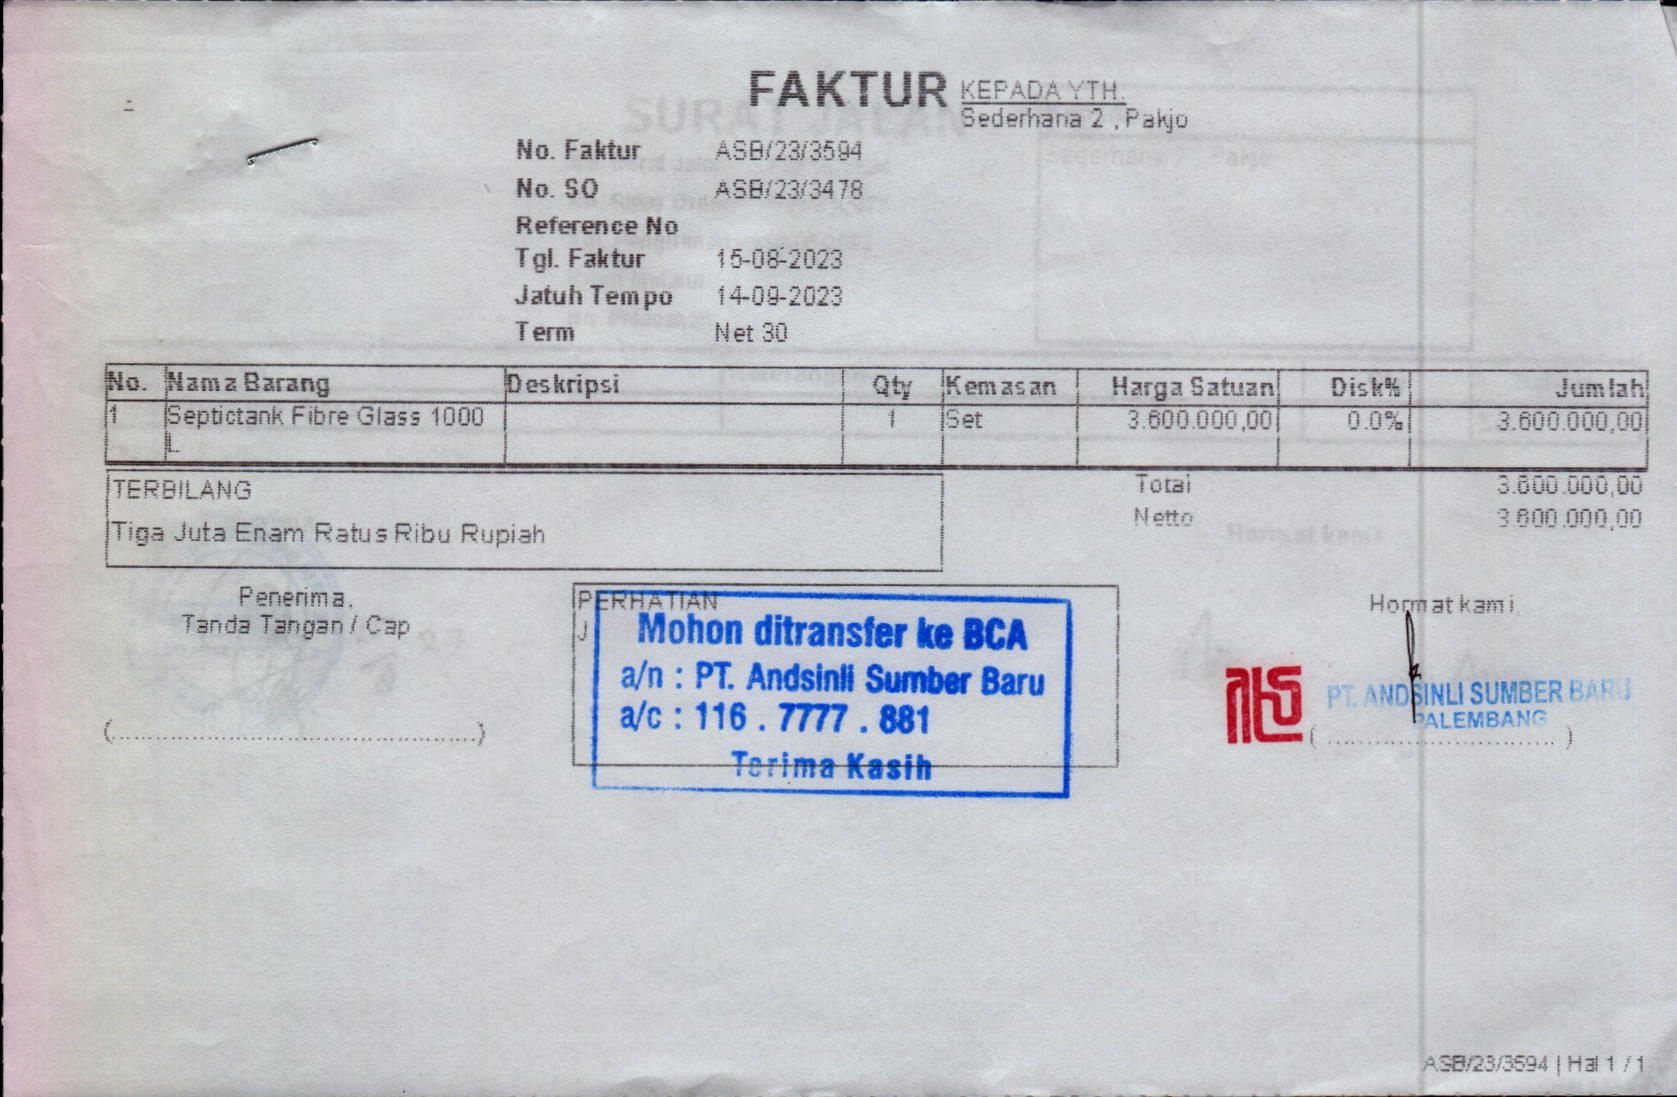 FAKTUR
KEPADA YTH.
Sederhana 2 , Pakjo
No. Faktur ASB/23/3594
No. SO ASB/23/3478
Reference No
Tgl. Faktur 15-08-2023
Jatuh Tempo 14-09-2023
Term Net 30
No. Nama Barang Deskripsi Qty Kemasan Harga Satuan Disk% Jumlah
1 Septictank Fibre Glass 1000 1 Set 3.600.000,00 0.0% 3.600.000,00
L
TERBILANG
Tiga Juta Enam Ratus Ribu Rupiah
Total 3.600.000,00
Netto 3.600.000,00
Penerima,
Tanda Tangan / Cap
(..................................................)
PERHATIAN
J
Mohon ditransfer ke BCA
a/n : PT. Andsinli Sumber Baru
a/c : 116 . 7777 . 881
Terima Kasih
Hormat kami,
PT. ANDSINLI SUMBER BARU
PALEMBANG
( .............................. )
ASB/23/3594 | Hal 1 / 1